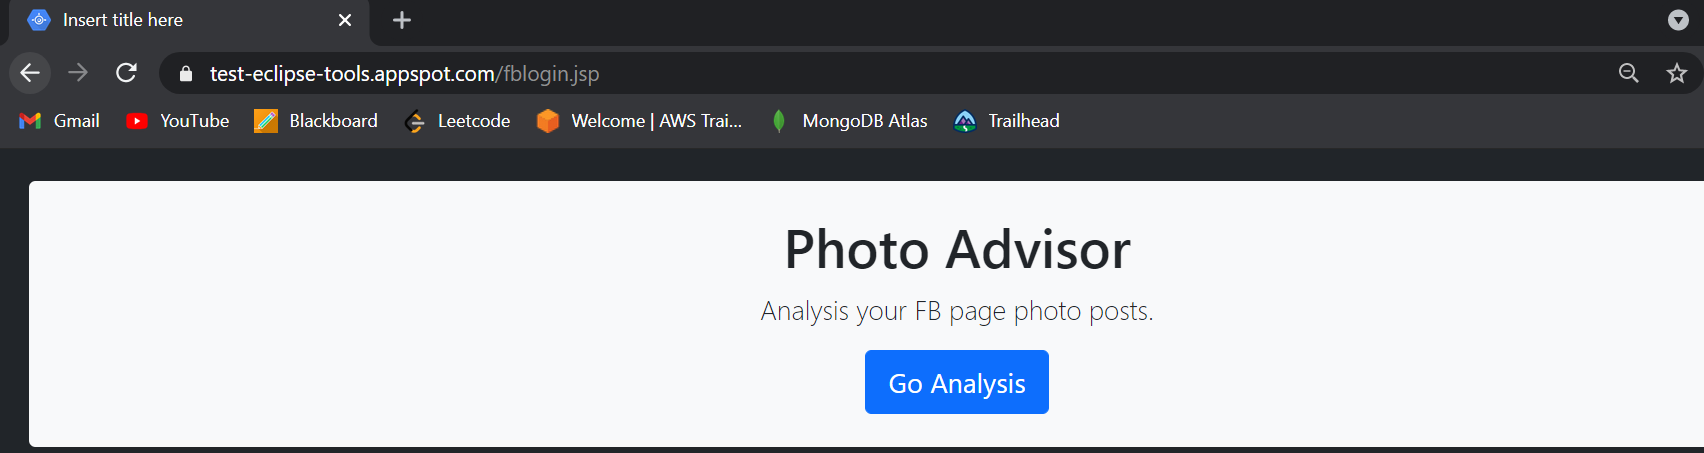 Insert title here
test-eclipse-tools.appspot.com/fblogin.jsp
Gmail YouTube Blackboard Leetcode Welcome | AWS Trai... MongoDB Atlas Trailhead
Photo Advisor
Analysis your FB page photo posts.
Go Analysis